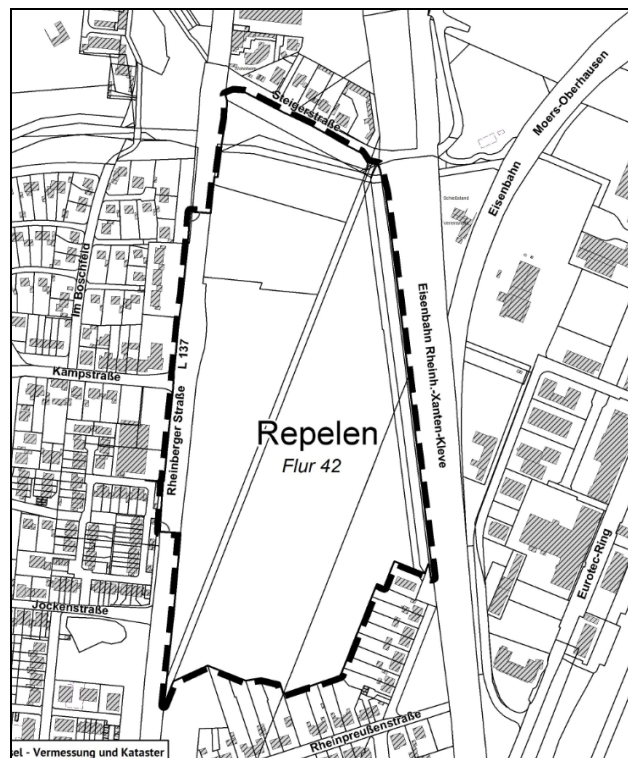 Steigerstraße
Moers-Oberhausen
Eisenbahn
Im Boschfeld
L 137
Kampstraße
Rheinberger Straße
Eisenbahn Rheinh.-Xanten-Kleve
Repelen
Flur 42
Eurotec-Ring
Jockenstraße
Rheinpreußenstraße
sel - Vermessung und Kataster